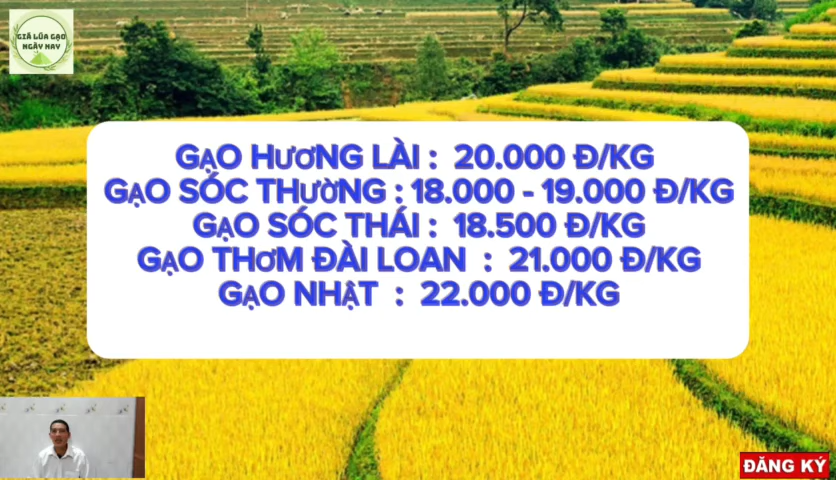 GIÁ LÚA GẠO
NGÀY NAY
GẠO HƯƠNG LÀI : 20.000 Đ/KG
GẠO SÓC THƯỜNG : 18.000 - 19.000 Đ/KG
GẠO SÓC THÁI : 18.500 Đ/KG
GẠO THƠM ĐÀI LOAN : 21.000 Đ/KG
GẠO NHẬT : 22.000 Đ/KG
ĐĂNG KÝ